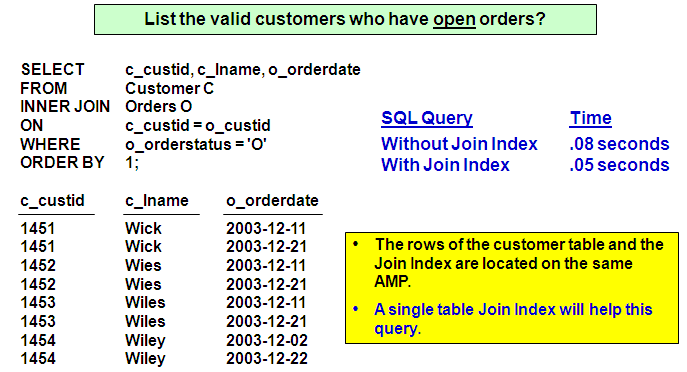 List the valid customers who have open orders?
SELECT c_custid, c_lname, o_orderdate
FROM Customer C
INNER JOIN Orders O
ON c_custid = o_custid
WHERE o_orderstatus = 'O'
ORDER BY 1;
SQL Query Time
Without Join Index .08 seconds
With Join Index .05 seconds
c_custid c_lname o_orderdate
1451 Wick 2003-12-11
1451 Wick 2003-12-21
1452 Wies 2003-12-11
1452 Wies 2003-12-21
1453 Wiles 2003-12-11
1453 Wiles 2003-12-21
1454 Wiley 2003-12-02
1454 Wiley 2003-12-22
• The rows of the customer table and the
Join Index are located on the same
AMP.
• A single table Join Index will help this
query.